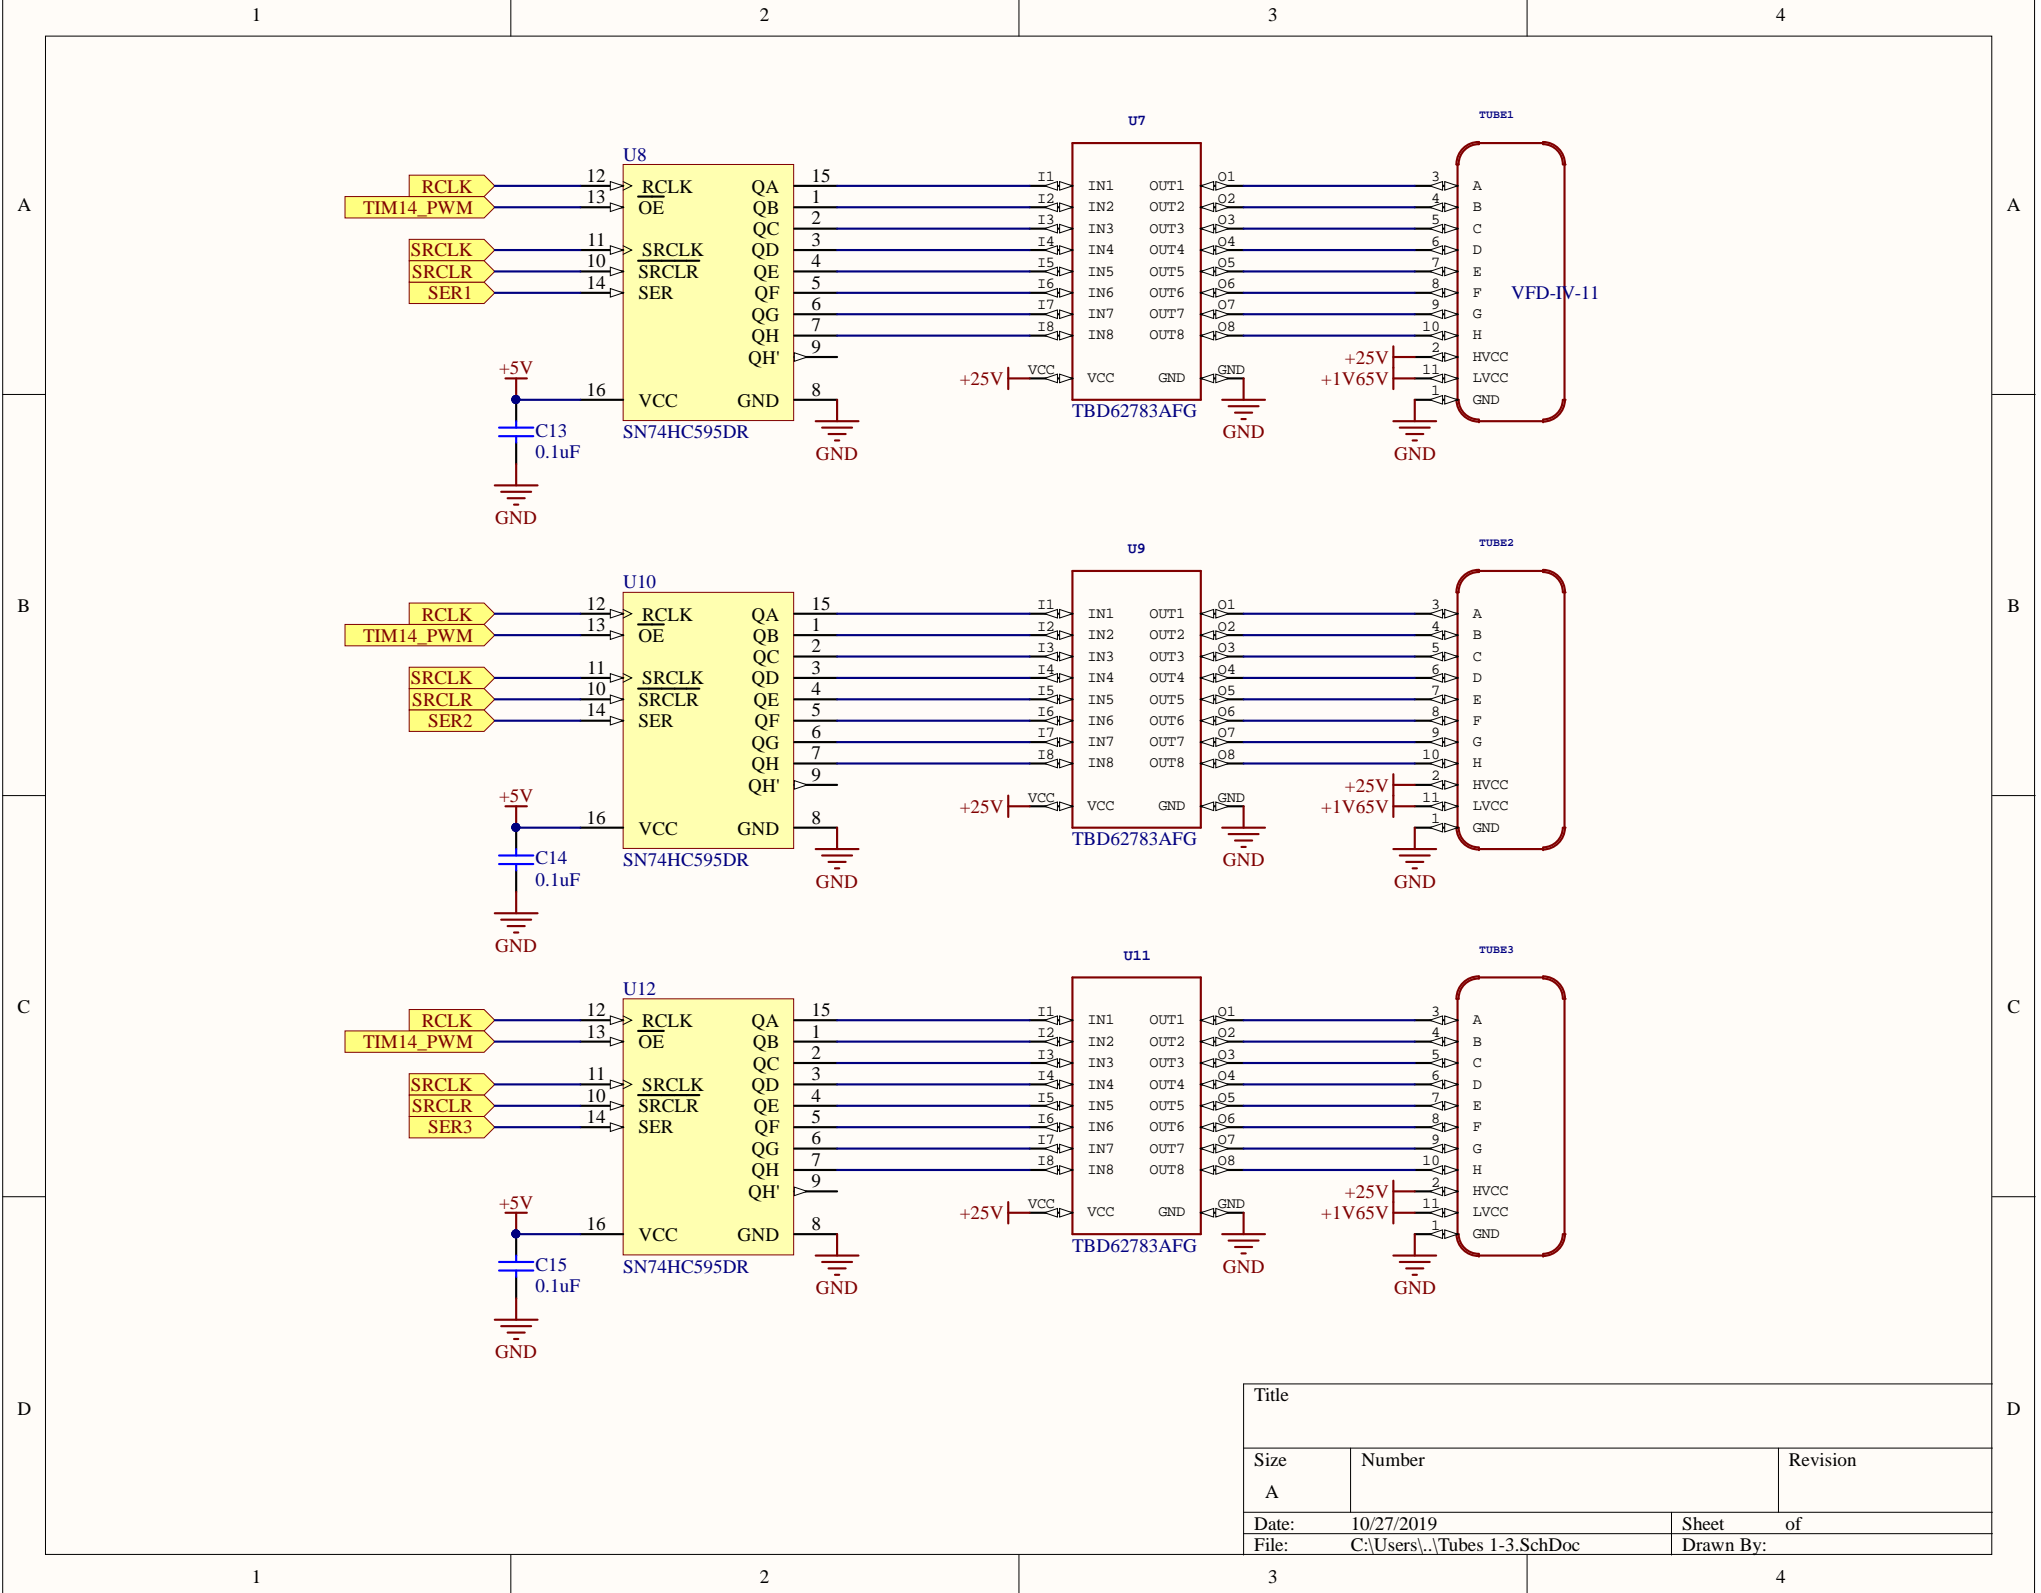 1 2 3 4
A A
B B
C C
D D
U8
RCLK 12 RCLK QA 15
TIM14_PWM 13 OE QB 1
QC 2
SRCLK 11 SRCLK QD 3
SRCLR 10 SRCLR QE 4
SER1 14 SER QF 5
QG 6
QH 7
QH' 9
+5V
16 VCC GND 8
SN74HC595DR
C13
0.1uF
GND
GND
U7
I1 IN1 OUT1 O1
I2 IN2 OUT2 O2
I3 IN3 OUT3 O3
I4 IN4 OUT4 O4
I5 IN5 OUT5 O5
I6 IN6 OUT6 O6
I7 IN7 OUT7 O7
I8 IN8 OUT8 O8
+25V VCC VCC GND GND
TBD62783AFG
GND
TUBE1
3 A
4 B
5 C
6 D
7 E
8 F VFD-IV-11
9 G
10 H
+25V 2 HVCC
+1V65V 11 LVCC
1 GND
GND
U10
RCLK 12 RCLK QA 15
TIM14_PWM 13 OE QB 1
QC 2
SRCLK 11 SRCLK QD 3
SRCLR 10 SRCLR QE 4
SER2 14 SER QF 5
QG 6
QH 7
QH' 9
+5V
16 VCC GND 8
SN74HC595DR
C14
0.1uF
GND
GND
U9
I1 IN1 OUT1 O1
I2 IN2 OUT2 O2
I3 IN3 OUT3 O3
I4 IN4 OUT4 O4
I5 IN5 OUT5 O5
I6 IN6 OUT6 O6
I7 IN7 OUT7 O7
I8 IN8 OUT8 O8
+25V VCC VCC GND GND
TBD62783AFG
GND
TUBE2
3 A
4 B
5 C
6 D
7 E
8 F
9 G
10 H
+25V 2 HVCC
+1V65V 11 LVCC
1 GND
GND
U12
RCLK 12 RCLK QA 15
TIM14_PWM 13 OE QB 1
QC 2
SRCLK 11 SRCLK QD 3
SRCLR 10 SRCLR QE 4
SER3 14 SER QF 5
QG 6
QH 7
QH' 9
+5V
16 VCC GND 8
SN74HC595DR
C15
0.1uF
GND
GND
U11
I1 IN1 OUT1 O1
I2 IN2 OUT2 O2
I3 IN3 OUT3 O3
I4 IN4 OUT4 O4
I5 IN5 OUT5 O5
I6 IN6 OUT6 O6
I7 IN7 OUT7 O7
I8 IN8 OUT8 O8
+25V VCC VCC GND GND
TBD62783AFG
GND
TUBE3
3 A
4 B
5 C
6 D
7 E
8 F
9 G
10 H
+25V 2 HVCC
+1V65V 11 LVCC
1 GND
GND
Title
Size Number Revision
A
Date: 10/27/2019 Sheet of
File: C:\Users\..\Tubes 1-3.SchDoc Drawn By:
1 2 3 4